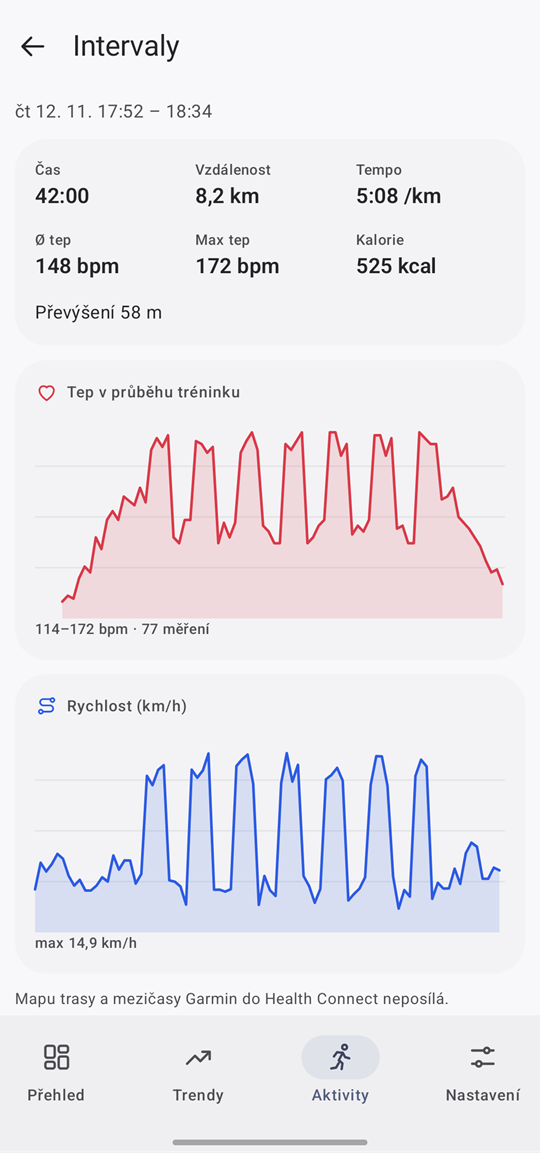 Intervaly
čt 12. 11. 17:52 – 18:34
Čas Vzdálenost Tempo
42:00 8,2 km 5:08 /km
Ø tep Max tep Kalorie
148 bpm 172 bpm 525 kcal
Převýšení 58 m
Tep v průběhu tréninku
114–172 bpm · 77 měření
Rychlost (km/h)
max 14,9 km/h
Mapu trasy a mezičasy Garmin do Health Connect neposílá.
Přehled Trendy Aktivity Nastavení